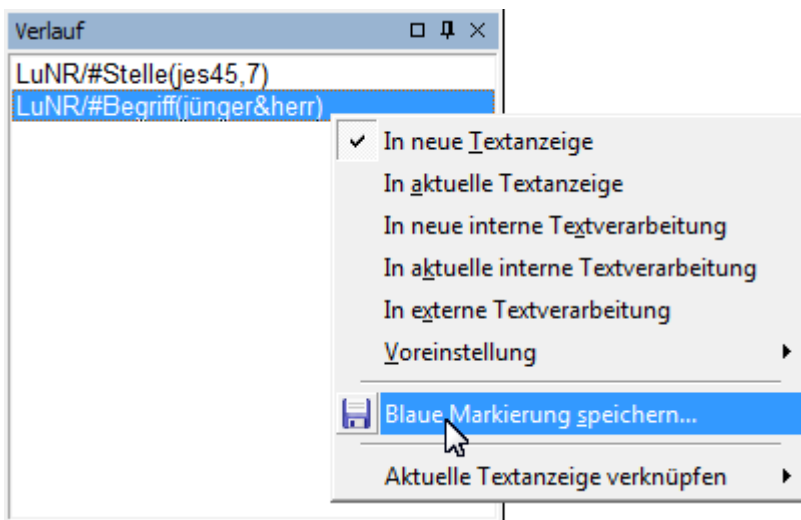 Verlauf
LuNR/#Stelle(jes45,7)
LuNR/#Begriff(jünger&herr)
In neue Textanzeige
In aktuelle Textanzeige
In neue interne Textverarbeitung
In aktuelle interne Textverarbeitung
In externe Textverarbeitung
Voreinstellung
Blaue Markierung speichern...
Aktuelle Textanzeige verknüpfen